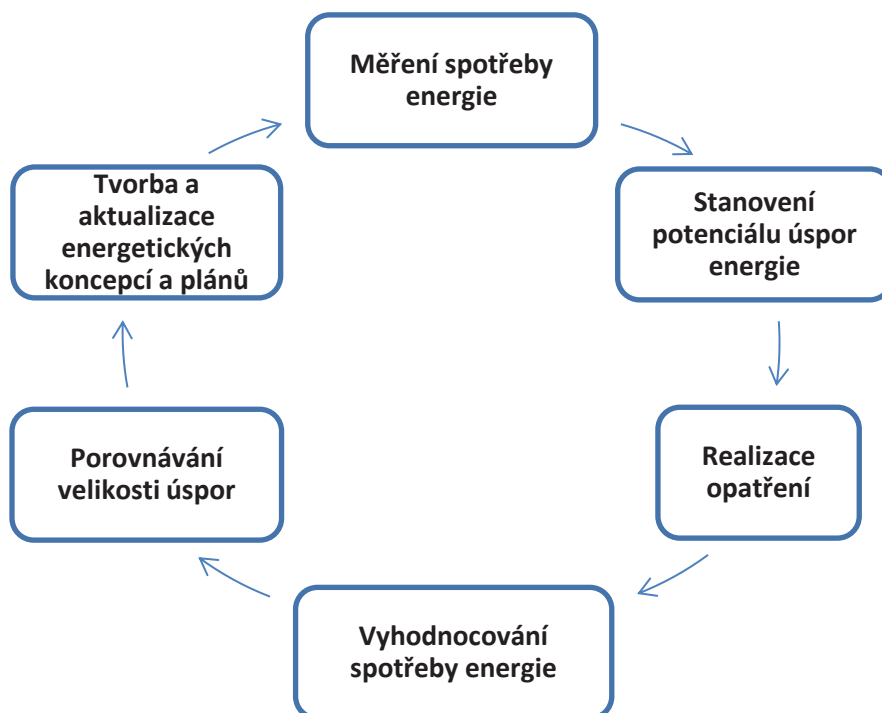 Měření spotřeby
energie
Stanovení
potenciálu úspor
energie
Realizace
opatření
Vyhodnocování
spotřeby energie
Porovnávání
velikosti úspor
Tvorba a
aktualizace
energetických
koncepcí a plánů